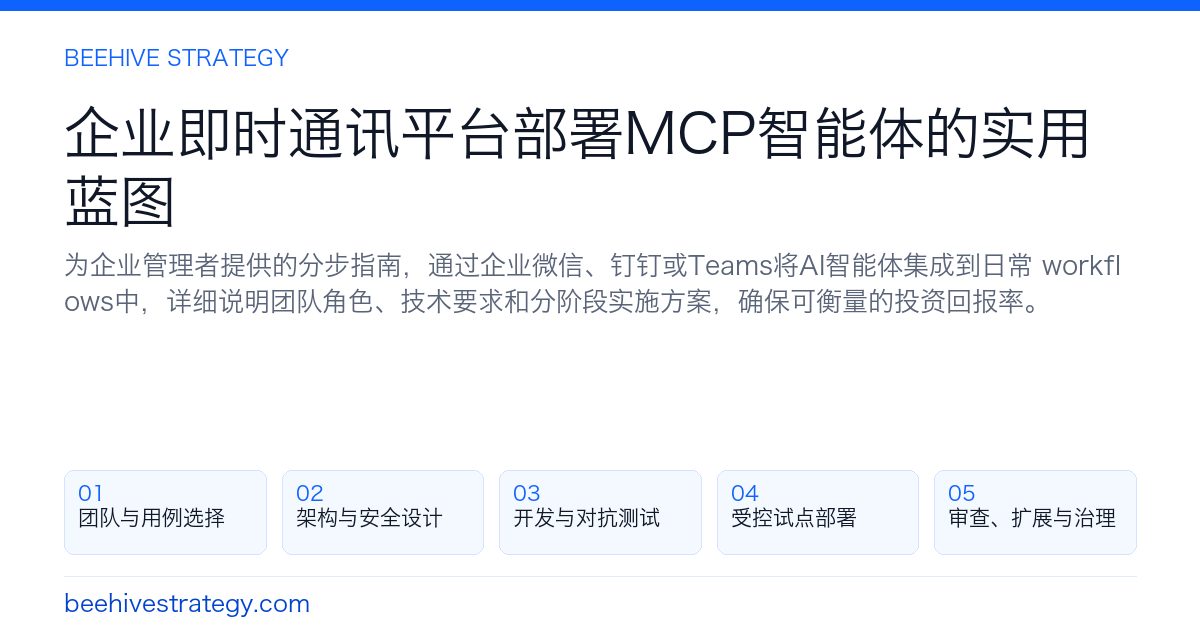 BEEHIVE STRATEGY
企业即时通讯平台部署MCP智能体的实用
蓝图
为企业管理者提供的分步指南，通过企业微信、钉钉或Teams将AI智能体集成到日常 workfl
ows中，详细说明团队角色、技术要求和分阶段实施方案，确保可衡量的投资回报率。
01
团队与用例选择
02
架构与安全设计
03
开发与对抗测试
04
受控试点部署
05
审查、扩展与治理
beehivestrategy.com